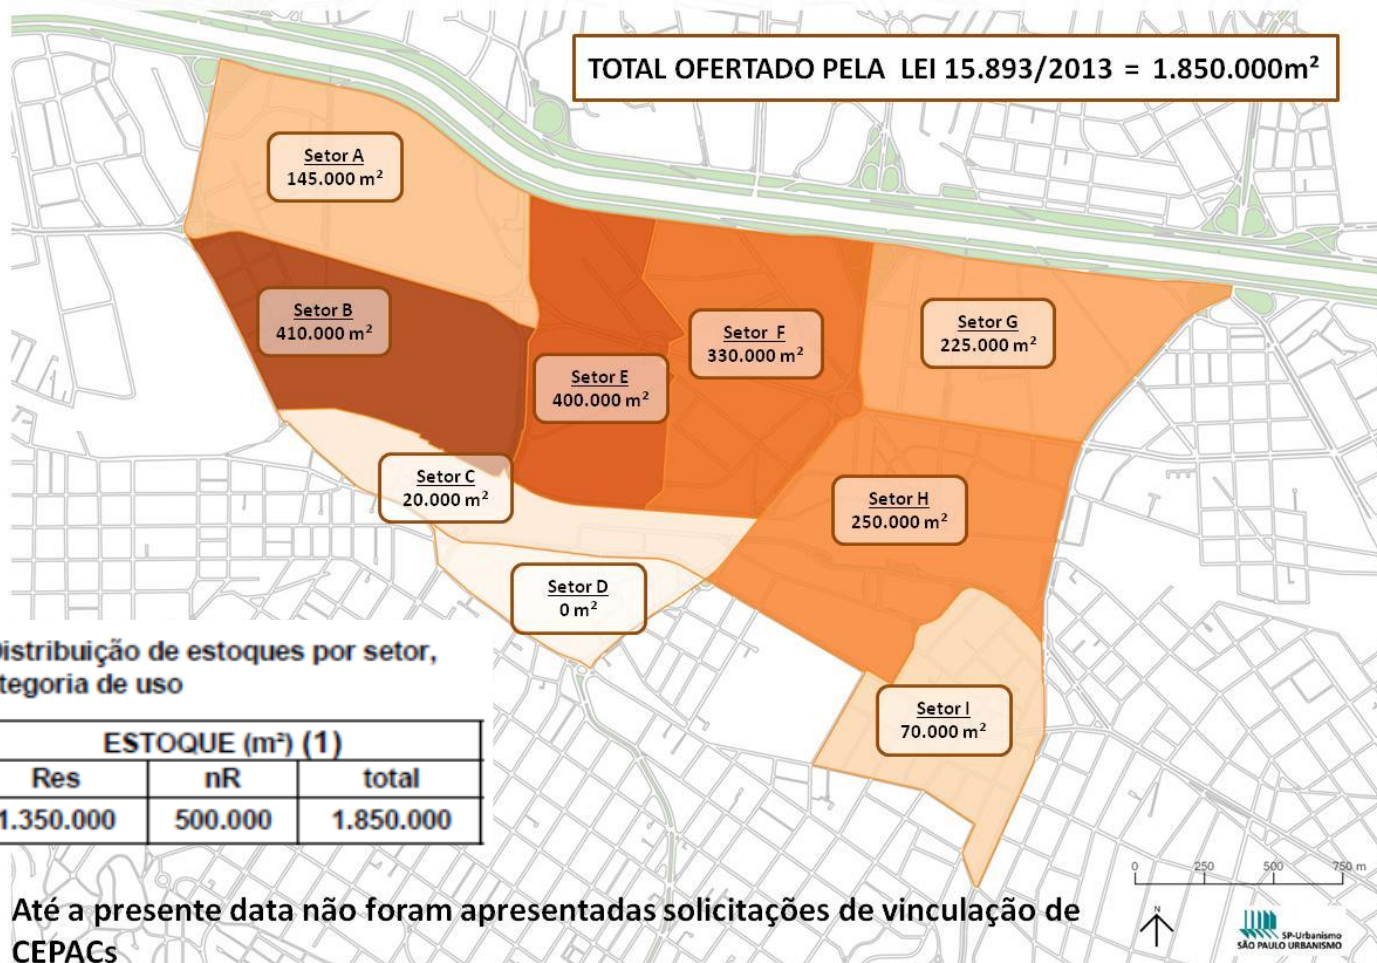 TOTAL OFERTADO PELA LEI 15.893/2013 = 1.850.000m²
Setor A
145.000 m²
Setor B
410.000 m²
Setor E
400.000 m²
Setor F
330.000 m²
Setor G
225.000 m²
Setor C
20.000 m²
Setor H
250.000 m²
Setor D
0 m²
Setor I
70.000 m²
Distribuição de estoques por setor,
tegoria de uso
ESTOQUE (m²) (1)
Res nR total
1.350.000 500.000 1.850.000
0 250 500 750 m
Até a presente data não foram apresentadas solicitações de vinculação de
CEPACs
N
SP-Urbanismo
SÃO PAULO URBANISMO